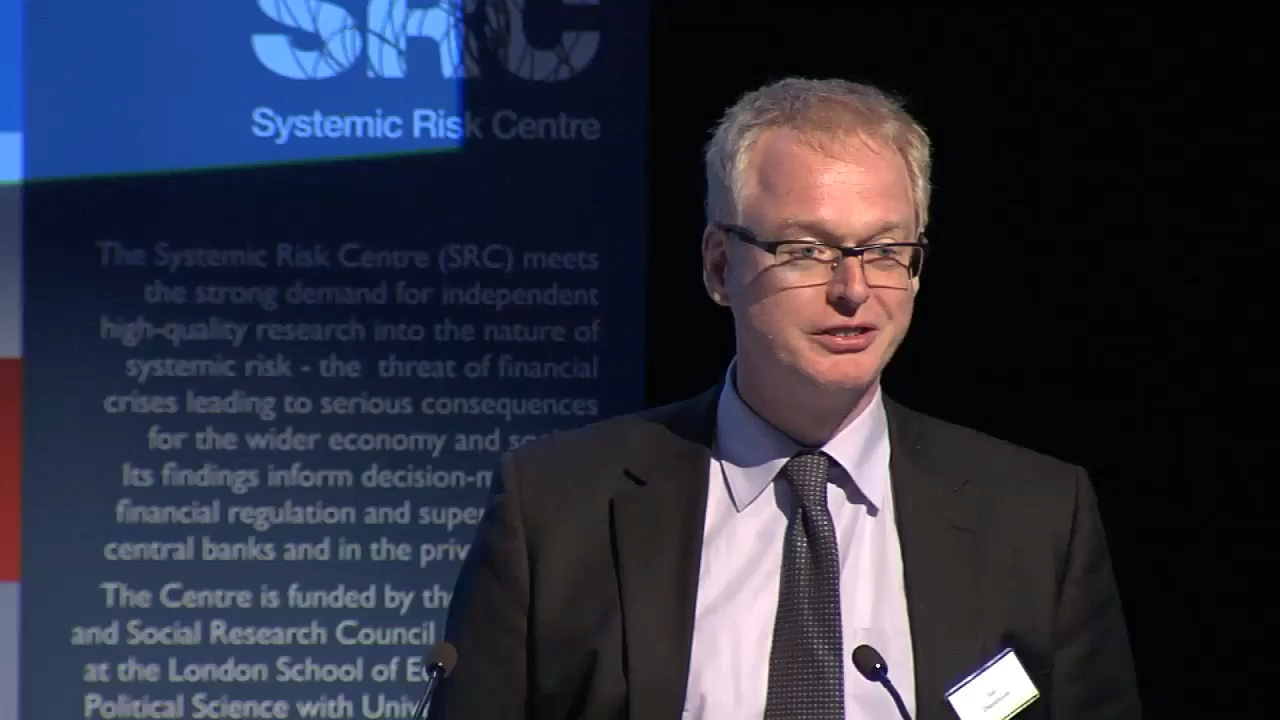 SRC
Systemic Risk Centre
The Systemic Risk Centre (SRC) meets
the strong demand for independent
high-quality research into the nature of
systemic risk - the threat of financial
crises leading to serious consequences
for the wider economy and
Its findings inform
financial regulation and
central banks and in the
The Centre is funded by
and Social Research Council
at the London School of
Political Science with